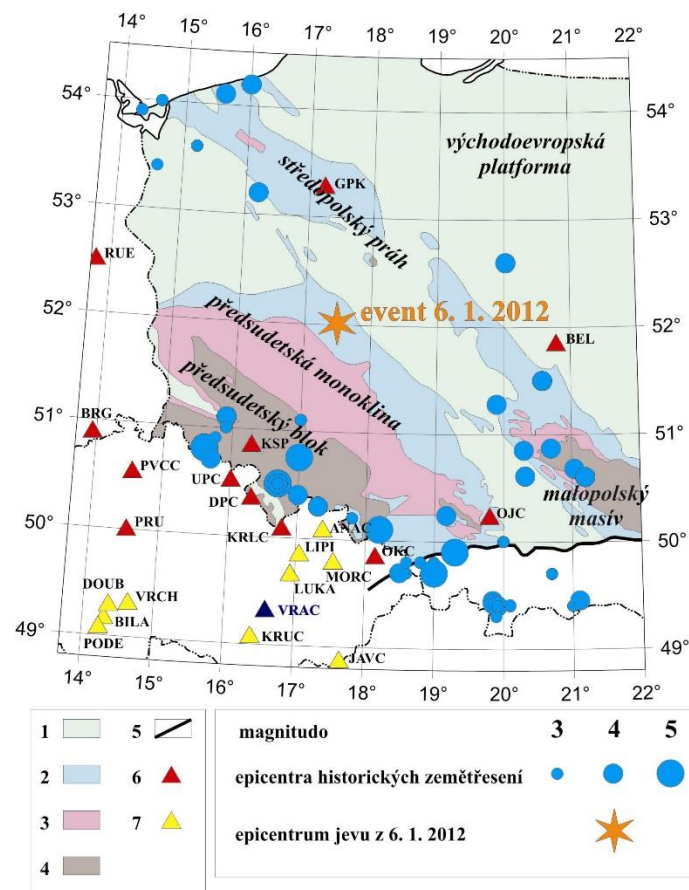 14° 15° 16° 17° 18° 19° 20° 21° 22°
54° 54°
východoevropská
platforma
středopolský práh
GPK
53° 53°
RUE
event 6. 1. 2012
52° 52°
předsudetská monoklina
BEL
předsudetský blok
51° 51°
BRG
KSP
PVCC
UPC
DPC
małopolský
masív
OJC
50° 50°
PRU
KRLC
ANAC
LIPI
OKC
MORC
DOUB
VRCH
LUKA
VRAC
BILA
49° 49°
PODE
KRUC
JAVC
14° 15° 16° 17° 18° 19° 20° 21° 22°
1 5
2 6
3 7
4
magnitudo 3 4 5
epicentra historických zemětřesení
epicentrum jevu z 6. 1. 2012